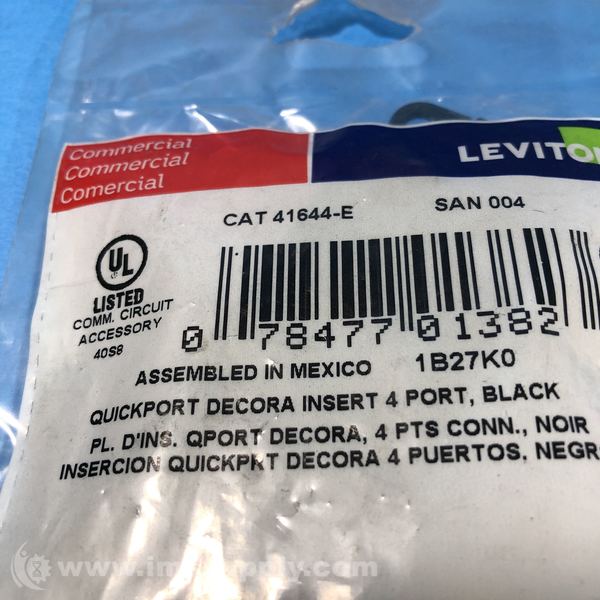 Commercial
Commercial
Comercial
LEVITON
CAT 41644-E
SAN 004
UL
LISTED
COMM. CIRCUIT
ACCESSORY
40S8
0 78477 01382
ASSEMBLED IN MEXICO
1B27K0
QUICKPORT DECORA INSERT 4 PORT, BLACK
PL. D'INS. QPORT DECORA, 4 PTS CONN., NOIR
INSERCION QUICKPRT DECORA 4 PUERTOS. NEGR